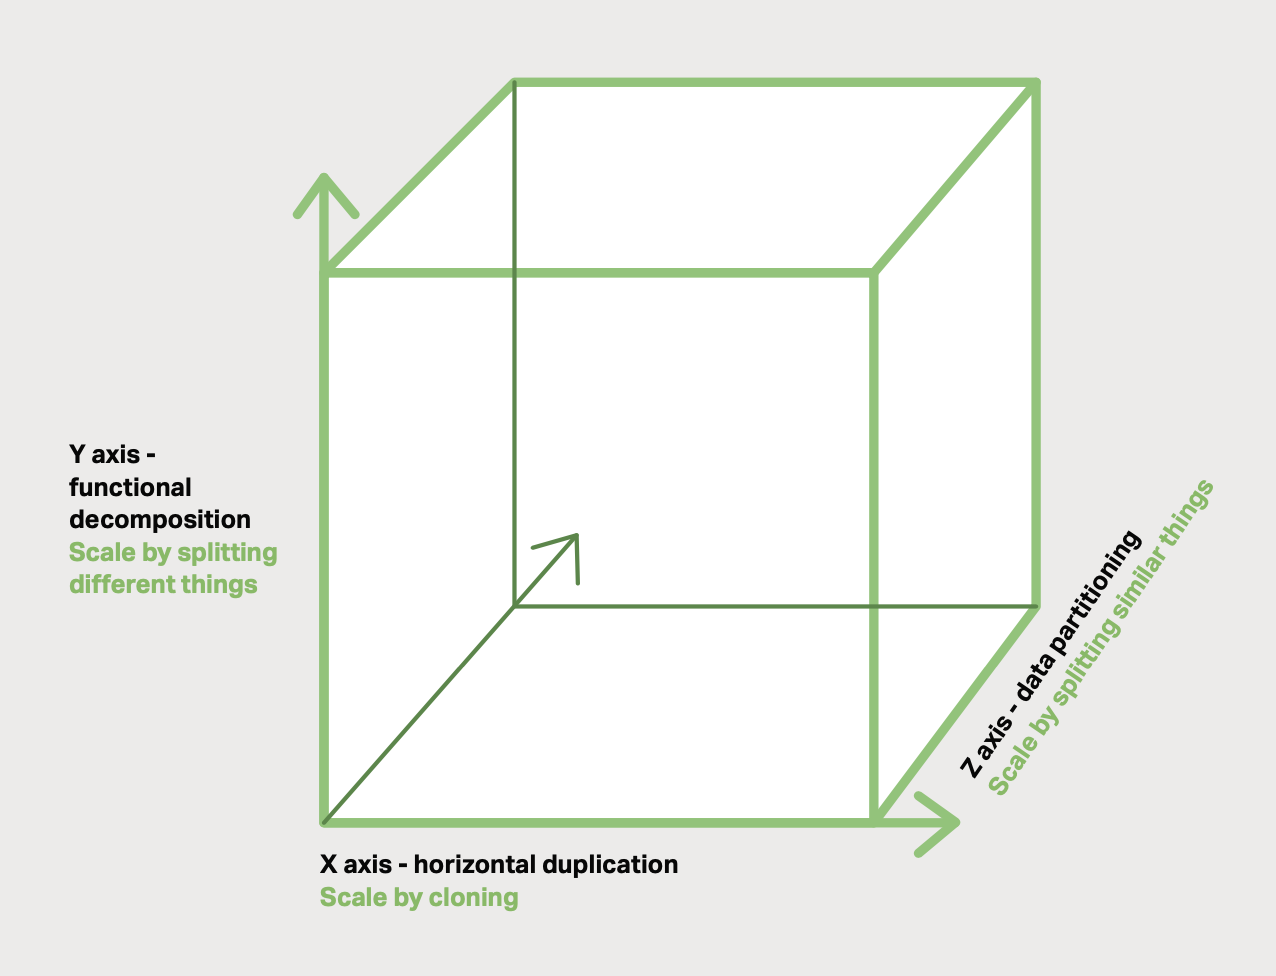 Y axis -
functional
decomposition
Scale by splitting
different things
Z axis - data partitioning
Scale by splitting similar things
X axis - horizontal duplication
Scale by cloning